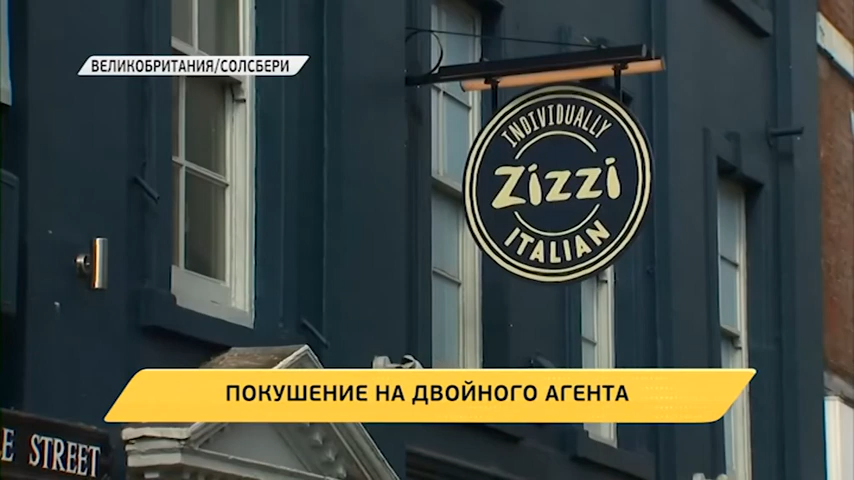 ВЕЛИКОБРИТАНИЯ/СОЛСБЕРИ
INDIVIDUALLY
Zizzi
ITALIAN
ПОКУШЕНИЕ НА ДВОЙНОГО АГЕНТА
STREET